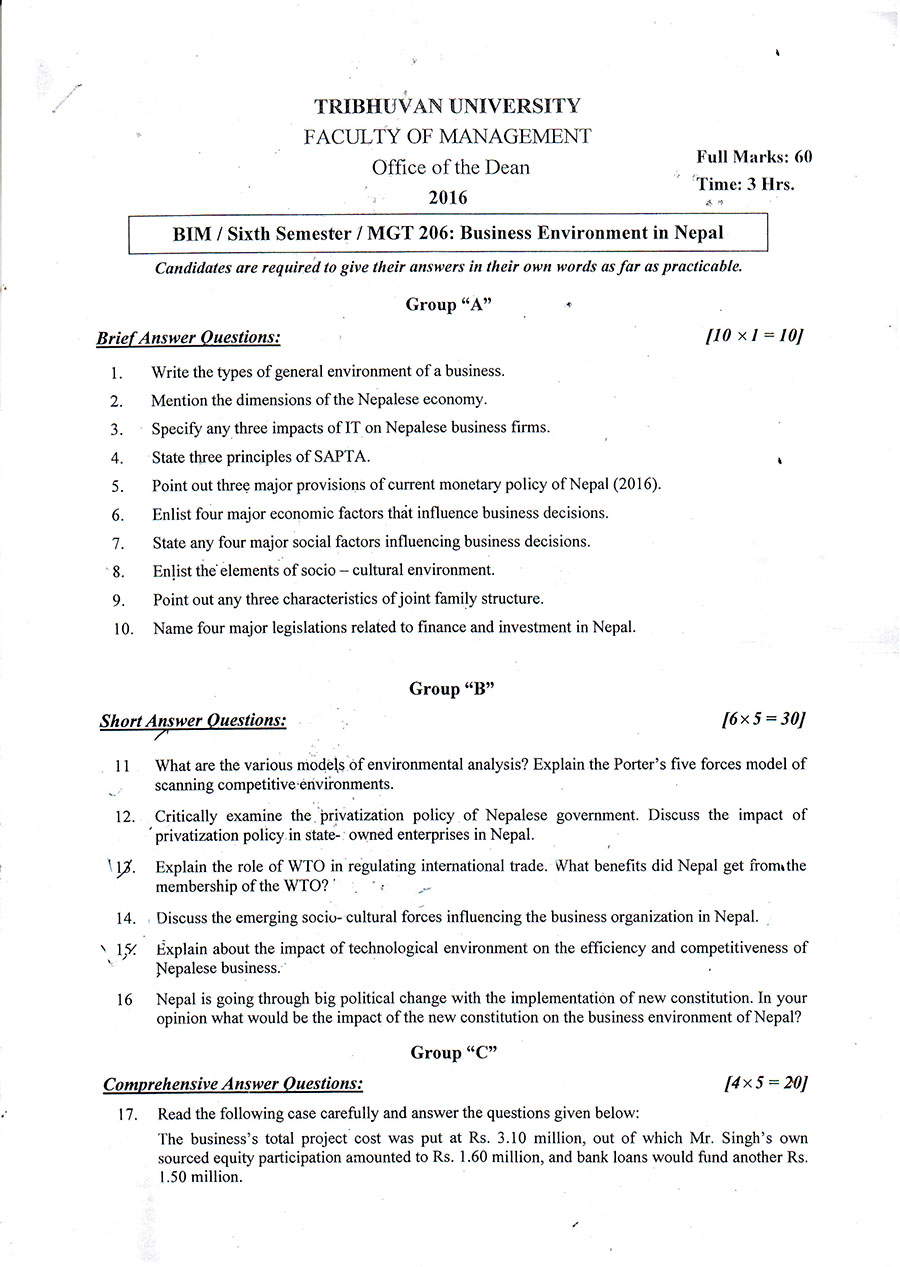 TRIBHUVAN UNIVERSITY
FACULTY OF MANAGEMENT
Office of the Dean
2016
Full Marks: 60
Time: 3 Hrs.
BIM / Sixth Semester / MGT 206: Business Environment in Nepal
Candidates are required to give their answers in their own words as far as practicable.
Group “A”
Brief Answer Questions: [10 × 1 = 10]
1. Write the types of general environment of a business.
2. Mention the dimensions of the Nepalese economy.
3. Specify any three impacts of IT on Nepalese business firms.
4. State three principles of SAPTA.
5. Point out three major provisions of current monetary policy of Nepal (2016).
6. Enlist four major economic factors that influence business decisions.
7. State any four major social factors influencing business decisions.
8. Enlist the elements of socio – cultural environment.
9. Point out any three characteristics of joint family structure.
10. Name four major legislations related to finance and investment in Nepal.
Group “B”
Short Answer Questions: [6 × 5 = 30]
11 What are the various models of environmental analysis? Explain the Porter’s five forces model of
scanning competitive environments.
12. Critically examine the privatization policy of Nepalese government. Discuss the impact of
privatization policy in state- owned enterprises in Nepal.
13. Explain the role of WTO in regulating international trade. What benefits did Nepal get from the
membership of the WTO?
14. Discuss the emerging socio- cultural forces influencing the business organization in Nepal.
15. Explain about the impact of technological environment on the efficiency and competitiveness of
Nepalese business.
16 Nepal is going through big political change with the implementation of new constitution. In your
opinion what would be the impact of the new constitution on the business environment of Nepal?
Group “C”
Comprehensive Answer Questions: [4 × 5 = 20]
17. Read the following case carefully and answer the questions given below:
The business’s total project cost was put at Rs. 3.10 million, out of which Mr. Singh’s own
sourced equity participation amounted to Rs. 1.60 million, and bank loans would fund another Rs.
1.50 million.